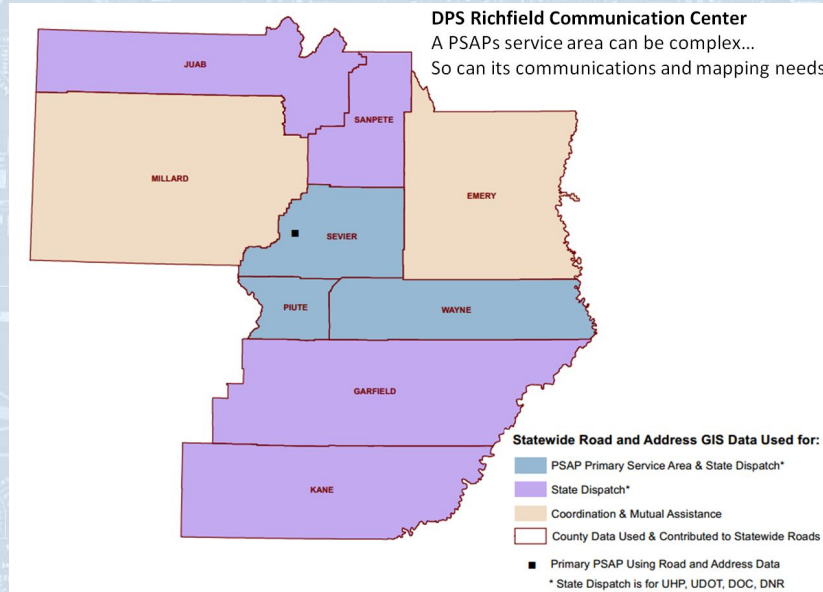 DPS Richfield Communication Center
A PSAPs service area can be complex...
So can its communications and mapping needs
JUAB
SANPETE
MILLARD
EMERY
SEVIER
PIUTE
WAYNE
GARFIELD
KANE
Statewide Road and Address GIS Data Used for:
PSAP Primary Service Area & State Dispatch*
State Dispatch*
Coordination & Mutual Assistance
County Data Used & Contributed to Statewide Roads
Primary PSAP Using Road and Address Data
* State Dispatch is for UHP, UDOT, DOC, DNR